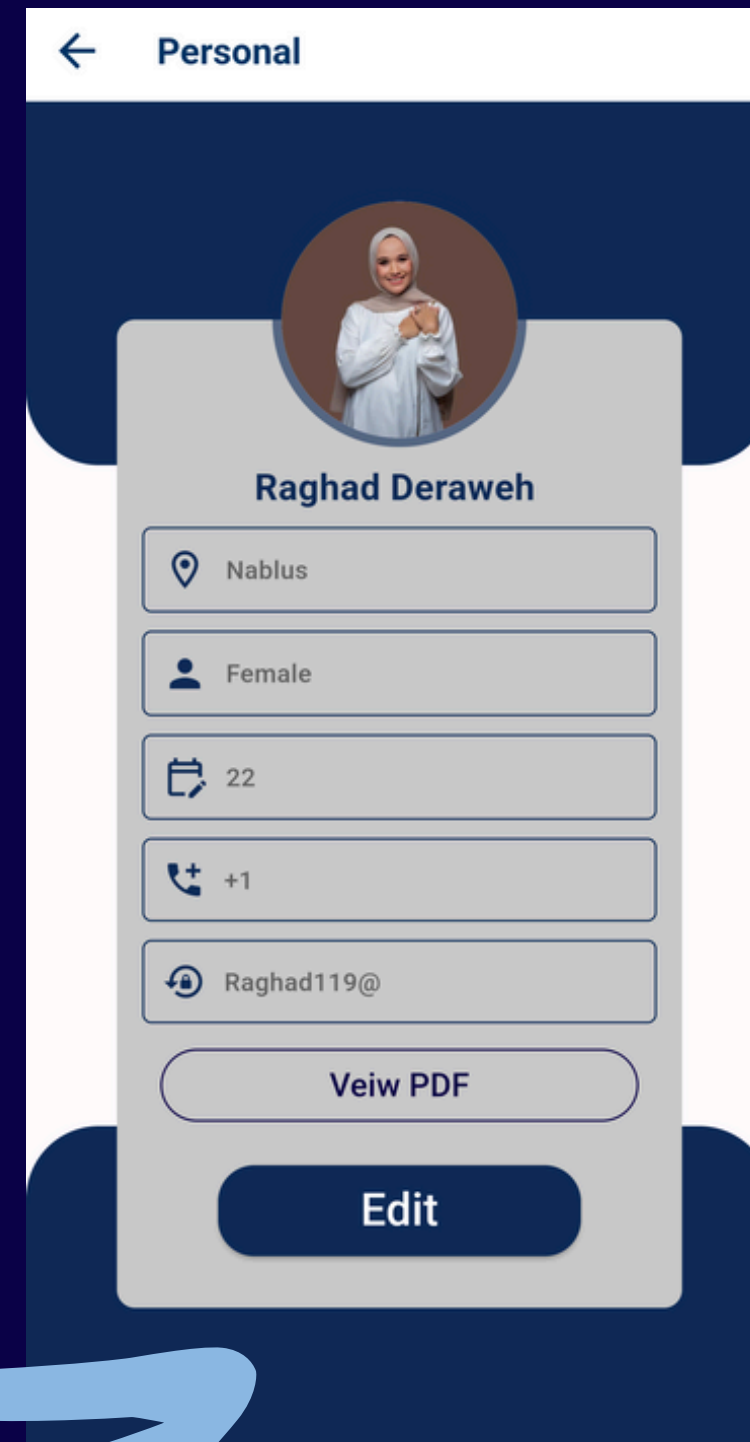 Personal
Raghad Deraweh
Nablus
Female
22
+1
Raghad119@
Veiw PDF
Edit